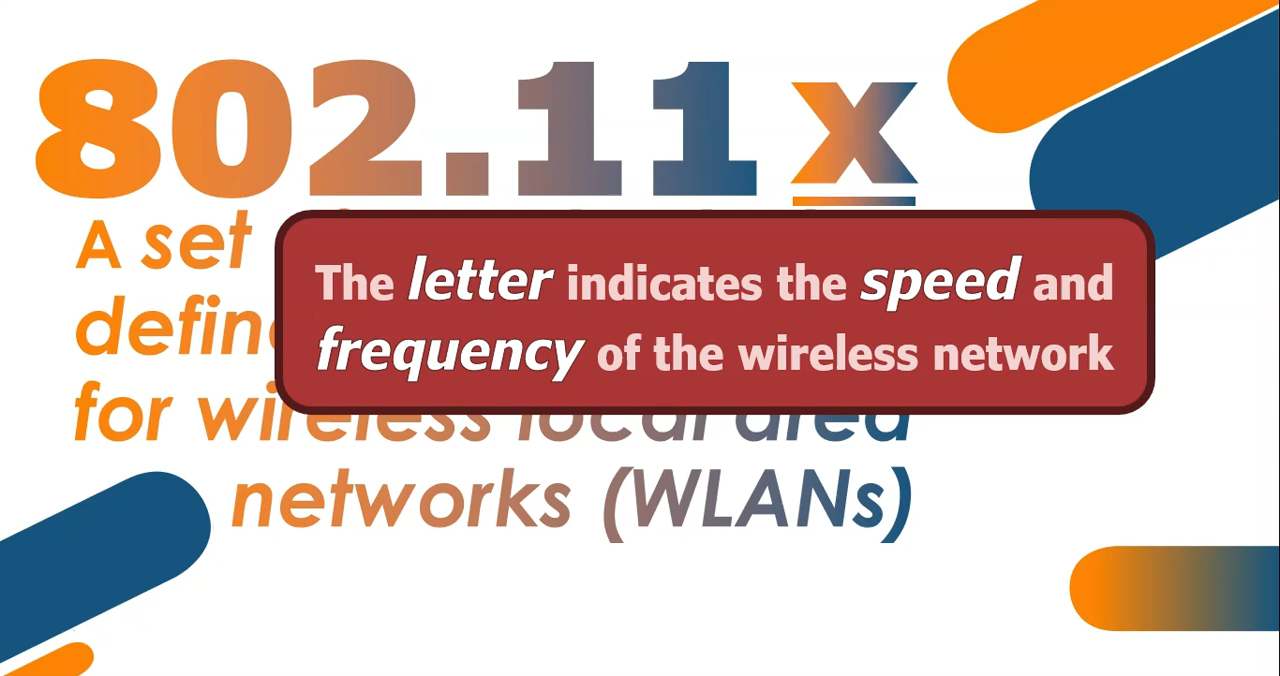 802.11x
A set
The letter indicates the speed and
frequency of the wireless network
for wireless local area
networks (WLANs)